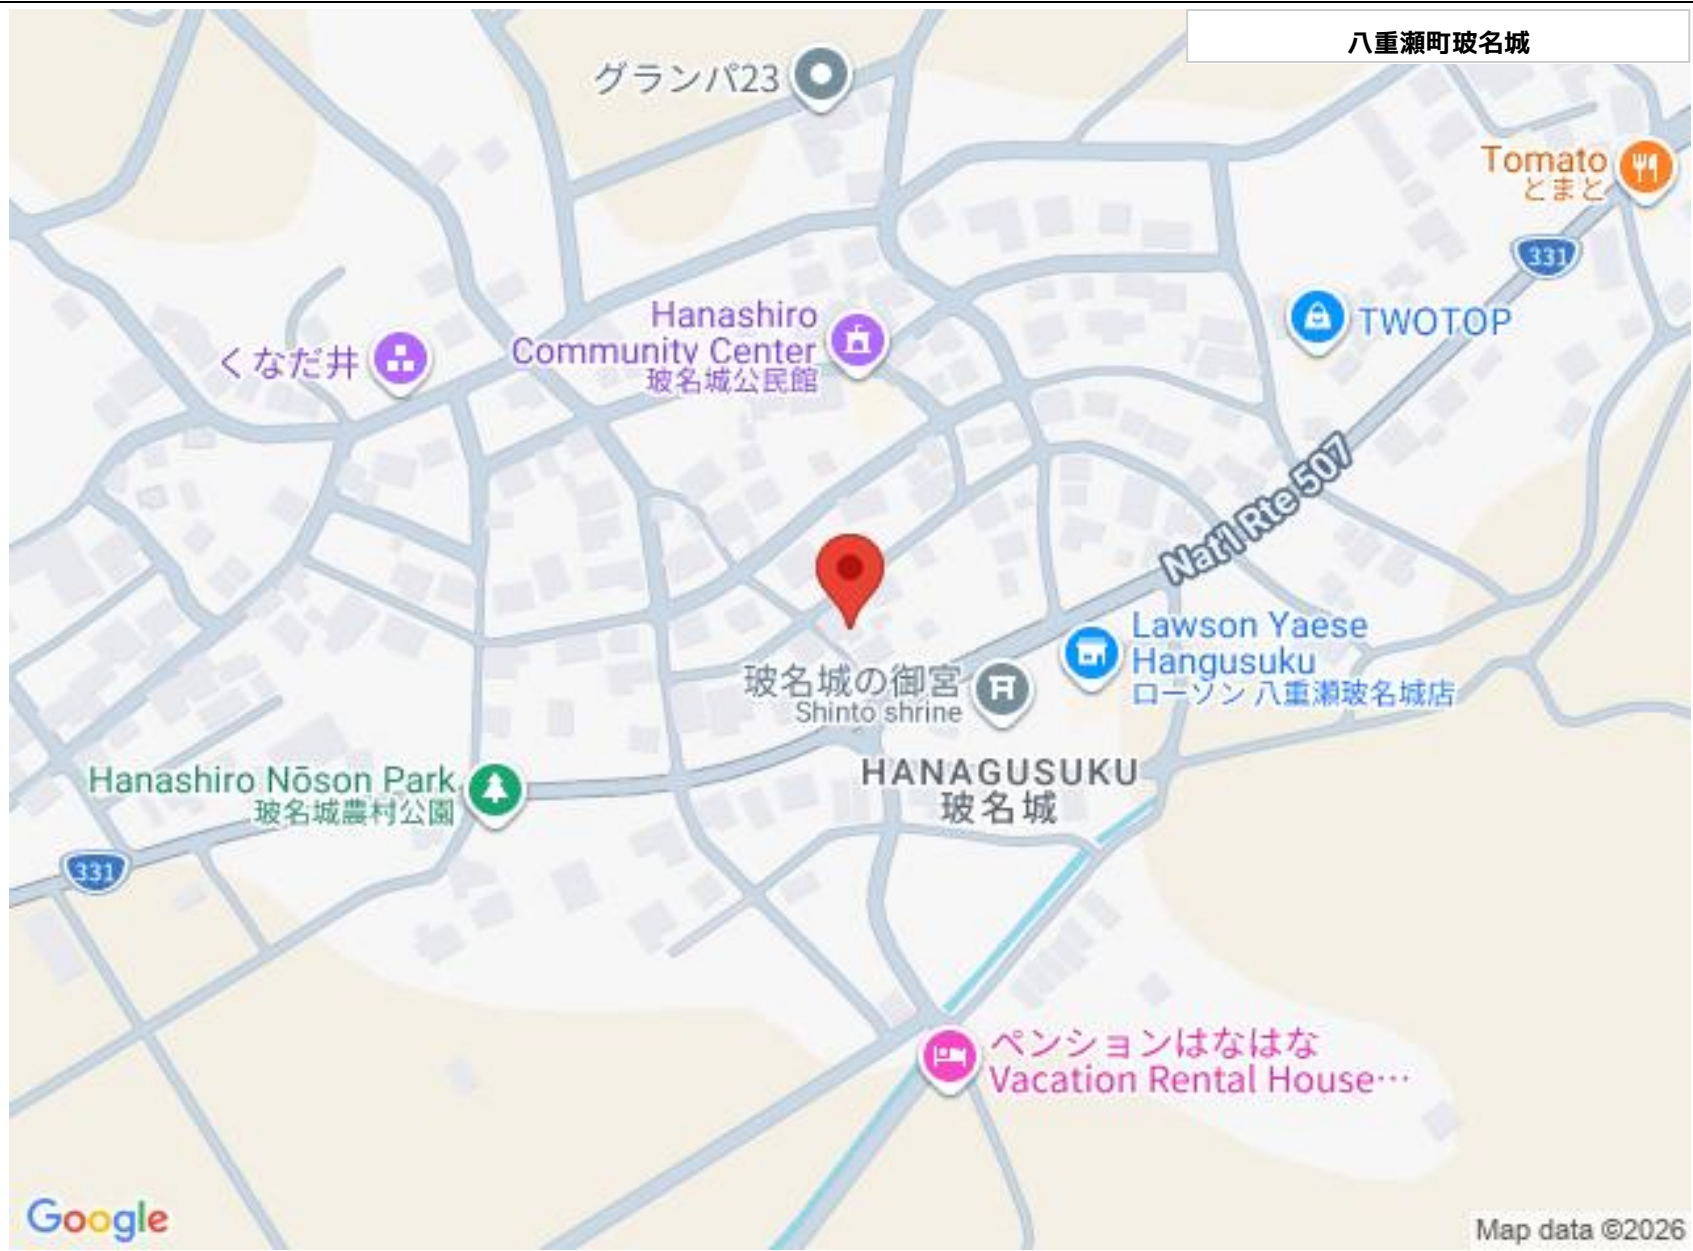 八重瀬町玻名城
グランパ23
Tomato
とまと
331
TWOTOP
Hanashiro
Community Center
玻名城公民館
くなだ井
Nat'l Rte 507
Lawson Yaese
Hangusuku
ローソン 八重瀬玻名城店
玻名城の御宮
Shinto shrine
HANAGUSUKU
玻名城
Hanashiro Nōson Park
玻名城農村公園
331
ペンションはなはな
Vacation Rental House…
Google
Map data ©2026